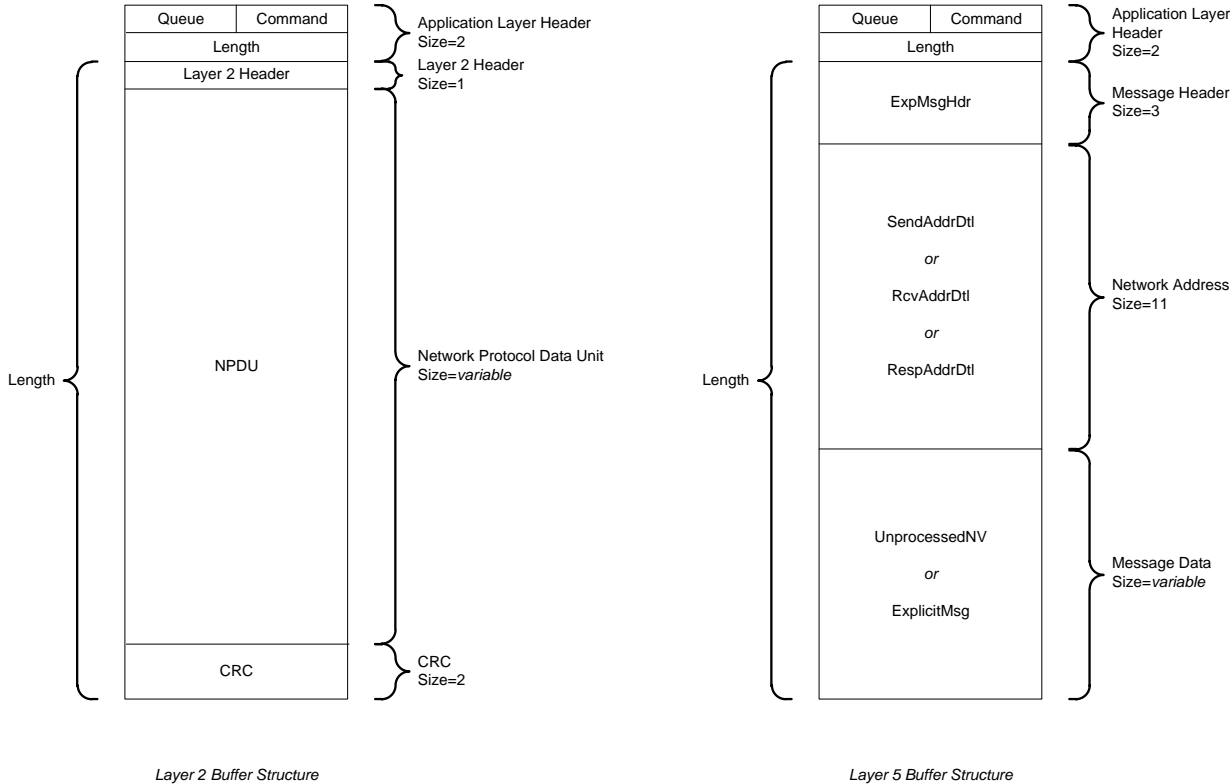 Queue Command
Length
Layer 2 Header
NPDU
CRC
Length
Application Layer Header
Size=2
Layer 2 Header
Size=1
Network Protocol Data Unit
Size=variable
CRC
Size=2
Layer 2 Buffer Structure
Queue Command
Length
ExpMsgHdr
SendAddrDtl
or
RcvAddrDtl
or
RespAddrDtl
UnprocessedNV
or
ExplicitMsg
Length
Application Layer
Header
Size=2
Message Header
Size=3
Network Address
Size=11
Message Data
Size=variable
Layer 5 Buffer Structure